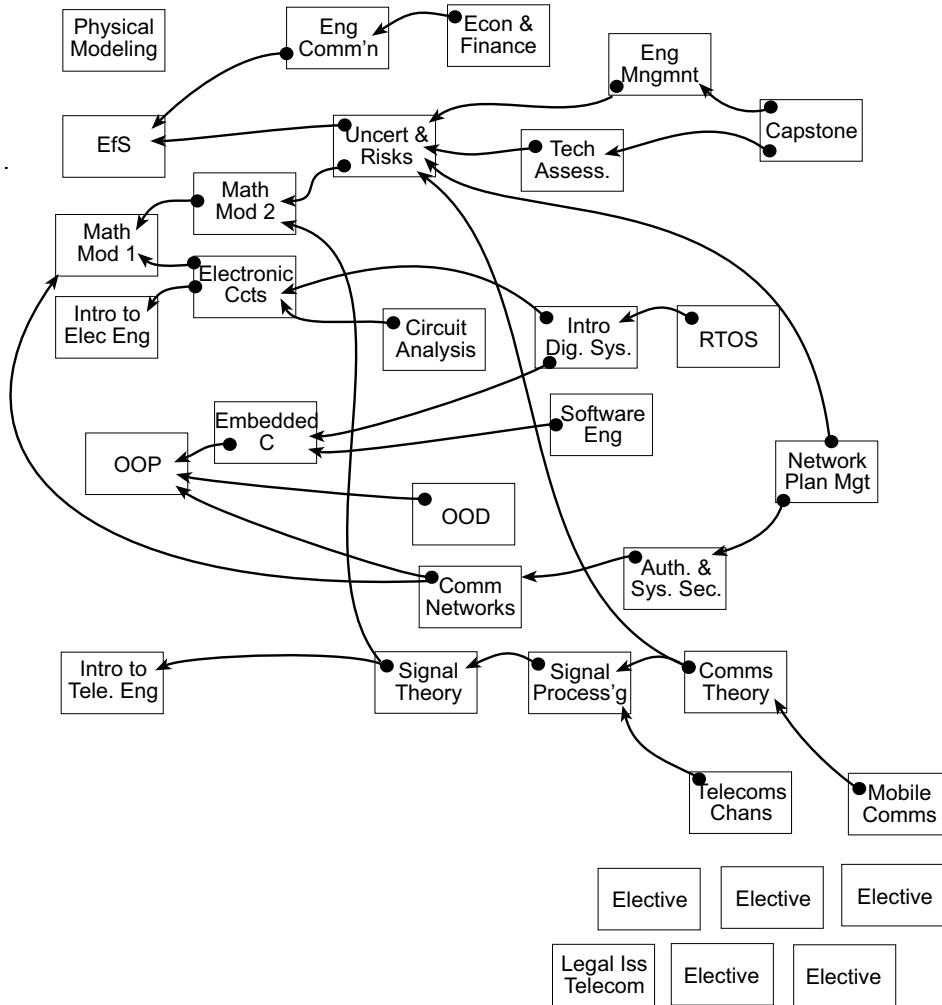 Physical
Modeling
Eng
Comm'n
Econ &
Finance
Eng
Mngmnt
Capstone
EfS
Uncert &
Risks
Tech
Assess.
Math
Mod 2
Math
Mod 1
Electronic
Ccts
Intro to
Elec Eng
Circuit
Analysis
Intro
Dig. Sys.
RTOS
Embedded
C
Software
Eng
OOP
Network
Plan Mgt
OOD
Auth. &
Sys. Sec.
Comm
Networks
Intro to
Tele. Eng
Signal
Theory
Signal
Process'g
Comms
Theory
Telecoms
Chans
Mobile
Comms
Elective
Elective
Elective
Legal Iss
Telecom
Elective
Elective